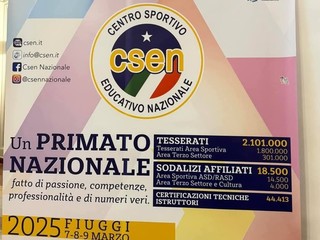 CENTRO SPORTIVO
csen
EDUCATIVO NAZIONALE
csen.it
info@csen.it
Csen Nazionale
@csennazionale
Un PRIMATO
NAZIONALE
fatto di passione, competenze,
professionalità e di numeri veri.
TESSERATI 2.101.000
Tesserati Area Sportiva 1.800.000
Area Terzo Settore 301.000
SODALIZI AFFILIATI 18.500
Area Sportiva ASD/RASD 14.500
Area Terzo Settore e Cultura 4.000
CERTIFICAZIONI TECNICHE 44.413
ISTRUTTORI
2025 FIUGGI
7-8-9 MARZO